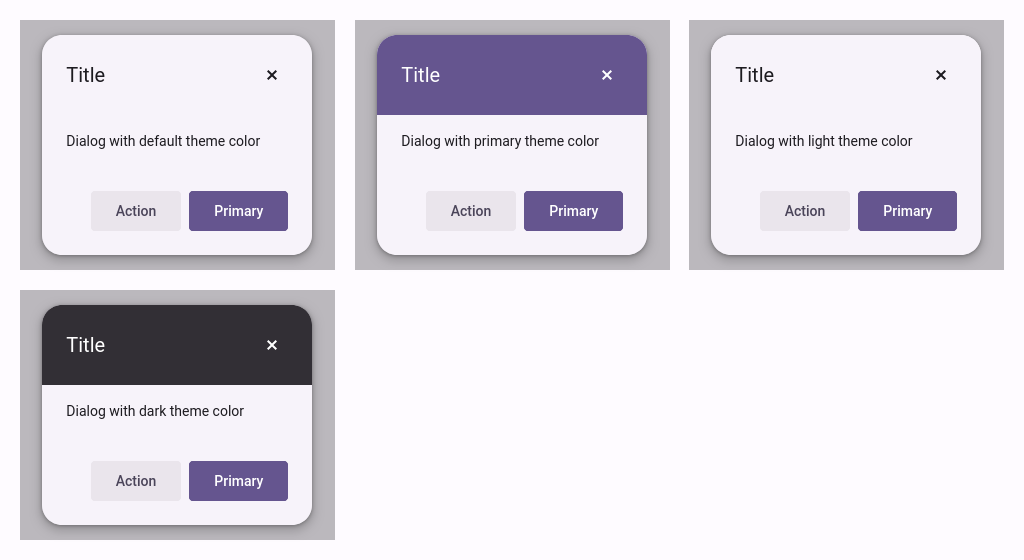 Title ✕
Dialog with default theme color
Action Primary
Title ✕
Dialog with primary theme color
Action Primary
Title ✕
Dialog with light theme color
Action Primary
Title ✕
Dialog with dark theme color
Action Primary